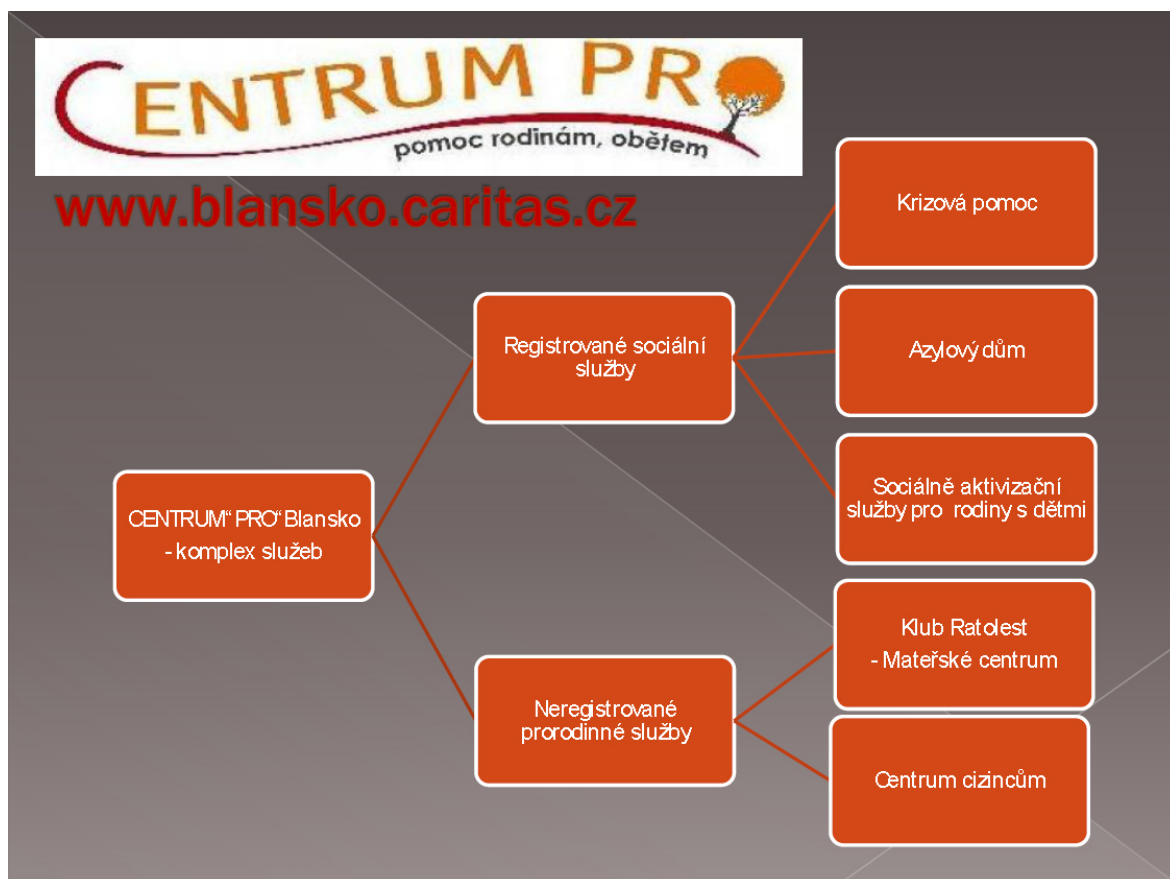 CENTRUM PRO
pomoc rodinám, obětem
www.blansko.caritas.cz
Krizová pomoc
Registrované sociální
služby
Azylový dům
Sociálně aktivizační
služby pro rodiny s dětmi
CENTRUM“PRO“Blansko
- komplex služeb
Klub Ratolest
- Mateřské centrum
Neregistrované
prorodinné služby
Centrum cizincům